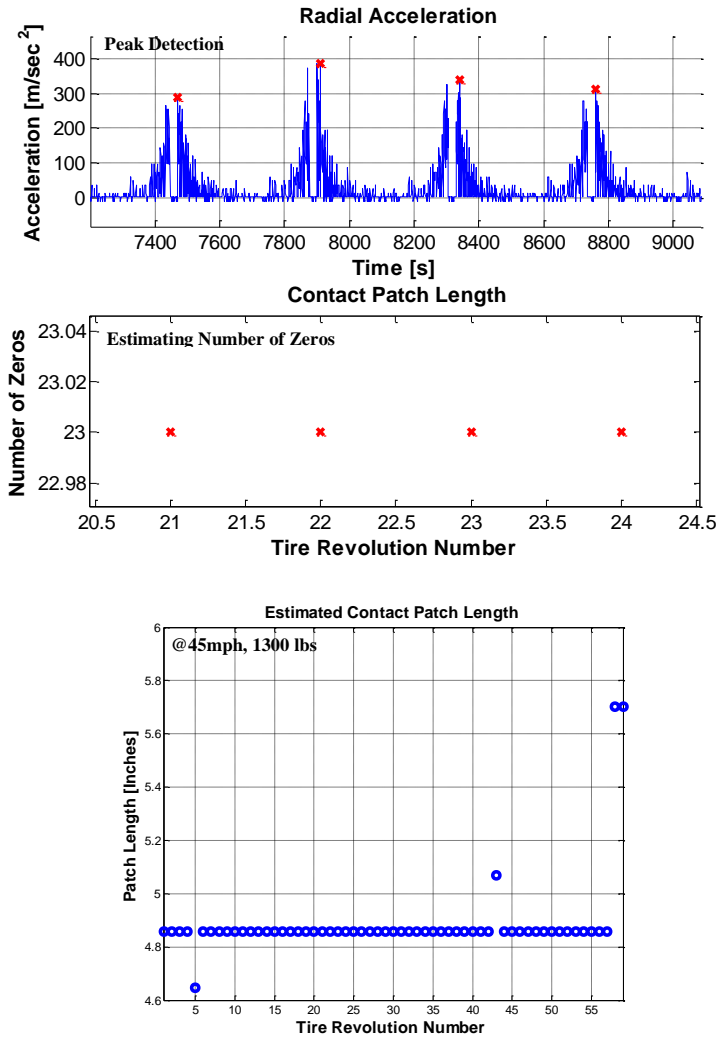 Radial Acceleration
Peak Detection
Acceleration [m/sec²]
400
300
200
100
0
7400 7600 7800 8000 8200 8400 8600 8800 9000
Time [s]
Contact Patch Length
Estimating Number of Zeros
Number of Zeros
23.04
23.02
23
22.98
20.5 21 21.5 22 22.5 23 23.5 24 24.5
Tire Revolution Number
Estimated Contact Patch Length
@45mph, 1300 lbs
Patch Length [Inches]
6
5.8
5.6
5.4
5.2
5
4.8
4.6
5 10 15 20 25 30 35 40 45 50 55
Tire Revolution Number